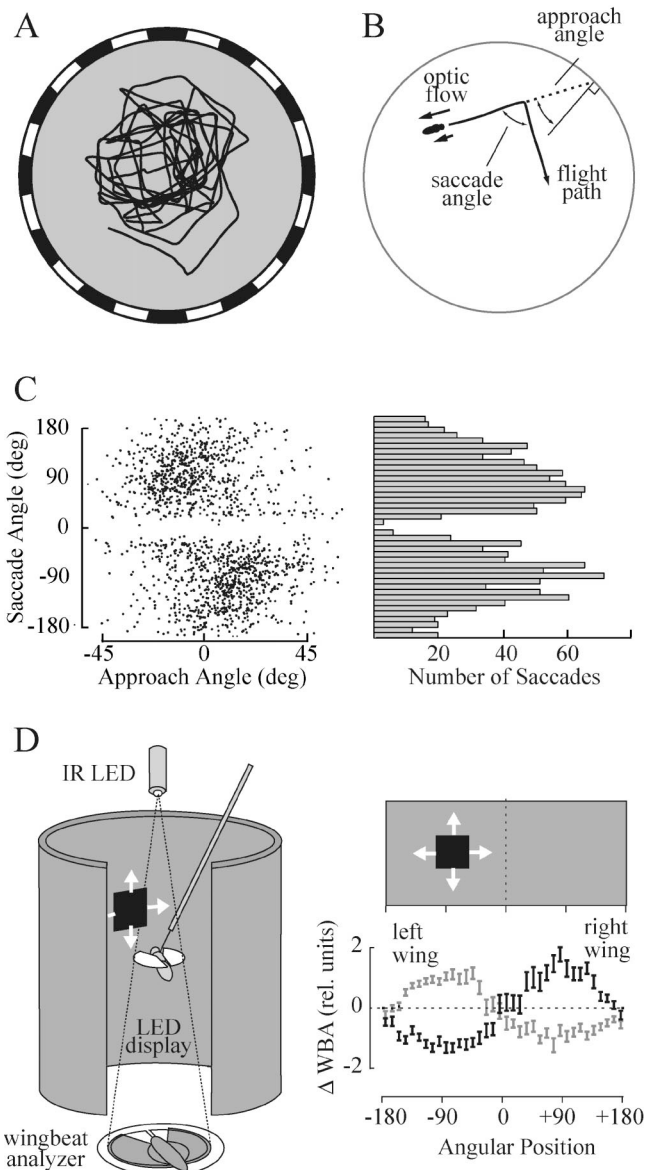 A
B
approach
angle
optic
flow
saccade
angle
flight
path
C
Saccade Angle (deg)
180
90
0
-90
-180
-45
0
45
Approach Angle (deg)
20
40
60
Number of Saccades
D
IR LED
LED
display
wingbeat
analyzer
left
wing
right
wing
Δ WBA (rel. units)
2
0
-2
-180
-90
0
+90
+180
Angular Position